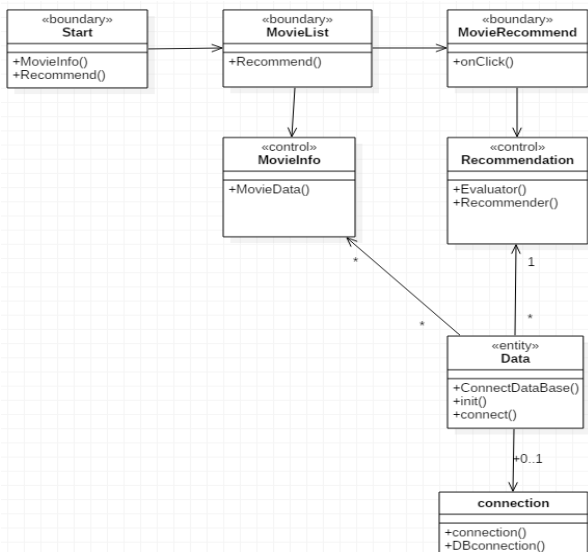 «boundary»
Start
+MovieInfo()
+Recommend()
«boundary»
MovieList
+Recommend()
«boundary»
MovieRecommend
+onClick()
«control»
MovieInfo
+MovieData()
«control»
Recommendation
+Evaluator()
+Recommender()
*
1
*
*
«entity»
Data
+ConnectDataBase()
+init()
+connect()
+0..1
connection
+connection()
+DBconnection()